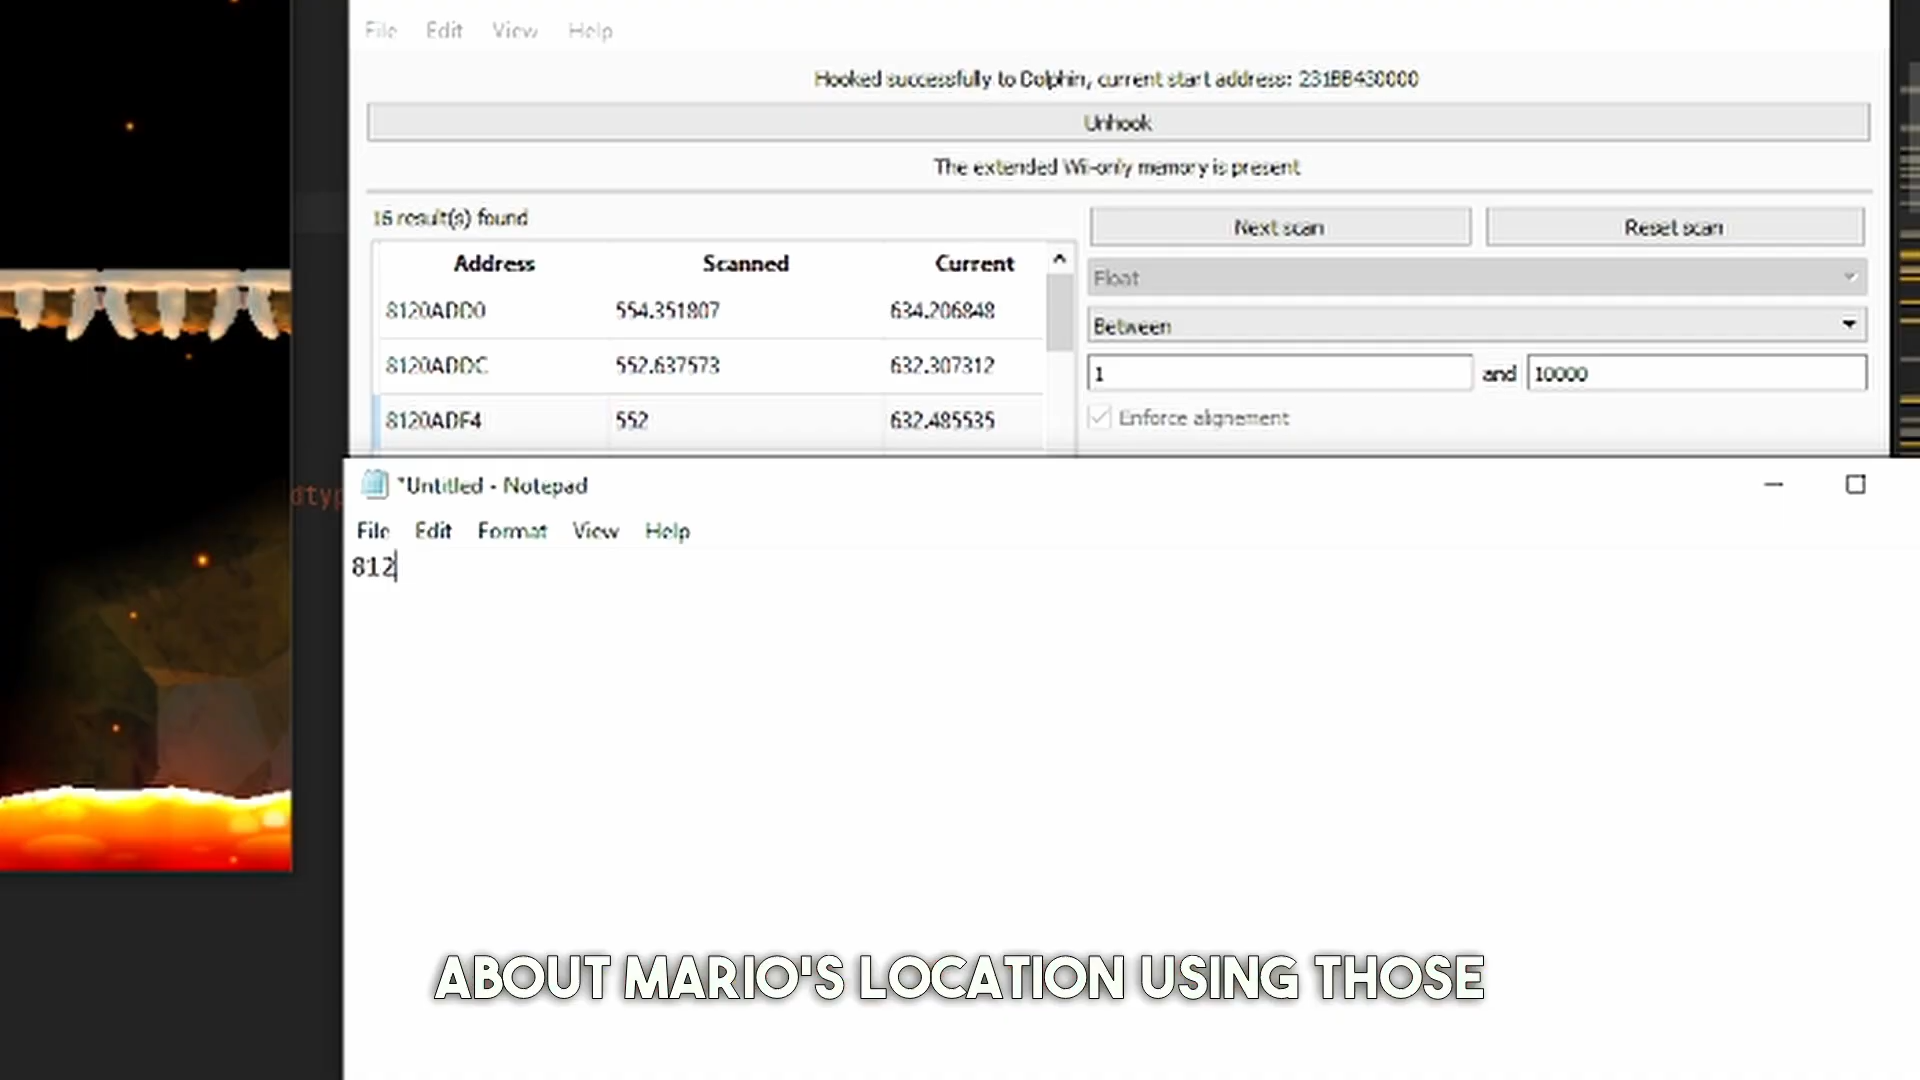 File Edit View Help
Hooked successfully to Dolphin, current start address: 231BB430000
Unhook
The extended Wii-only memory is present
16 result(s) found
Next scan Reset scan
Address Scanned Current
Float
8120ADD0 554.351807 634.206848
Between
8120ADDC 552.637573 632.307312
1 and 10000
8120ADF4 552 632.485535
Enforce alignement
*Untitled - Notepad
dtyp
File Edit Format View Help
812
ABOUT MARIO'S LOCATION USING THOSE